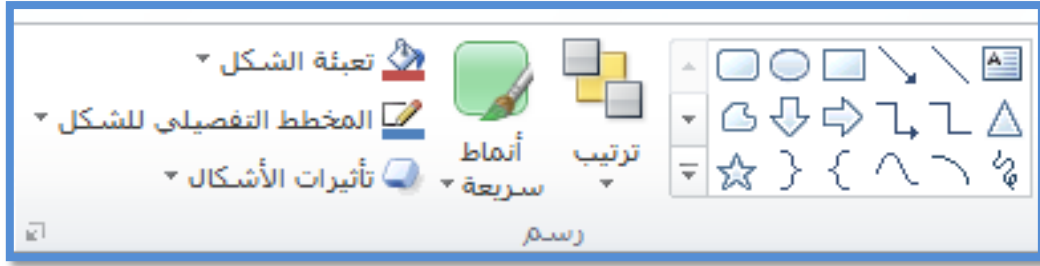 ترتيب
أنماط
سريعة
تعبئة الشكل
المخطط التفصيلي للشكل
تأثيرات الأشكال
رسم